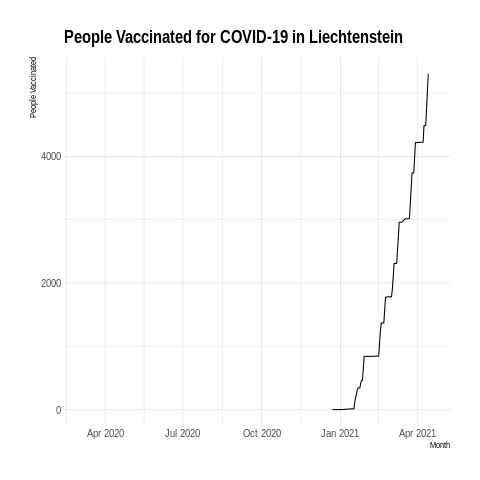 People Vaccinated for COVID-19 in Liechtenstein
People Vaccinated
4000
2000
0
Apr 2020 Jul 2020 Oct 2020 Jan 2021 Apr 2021
Month